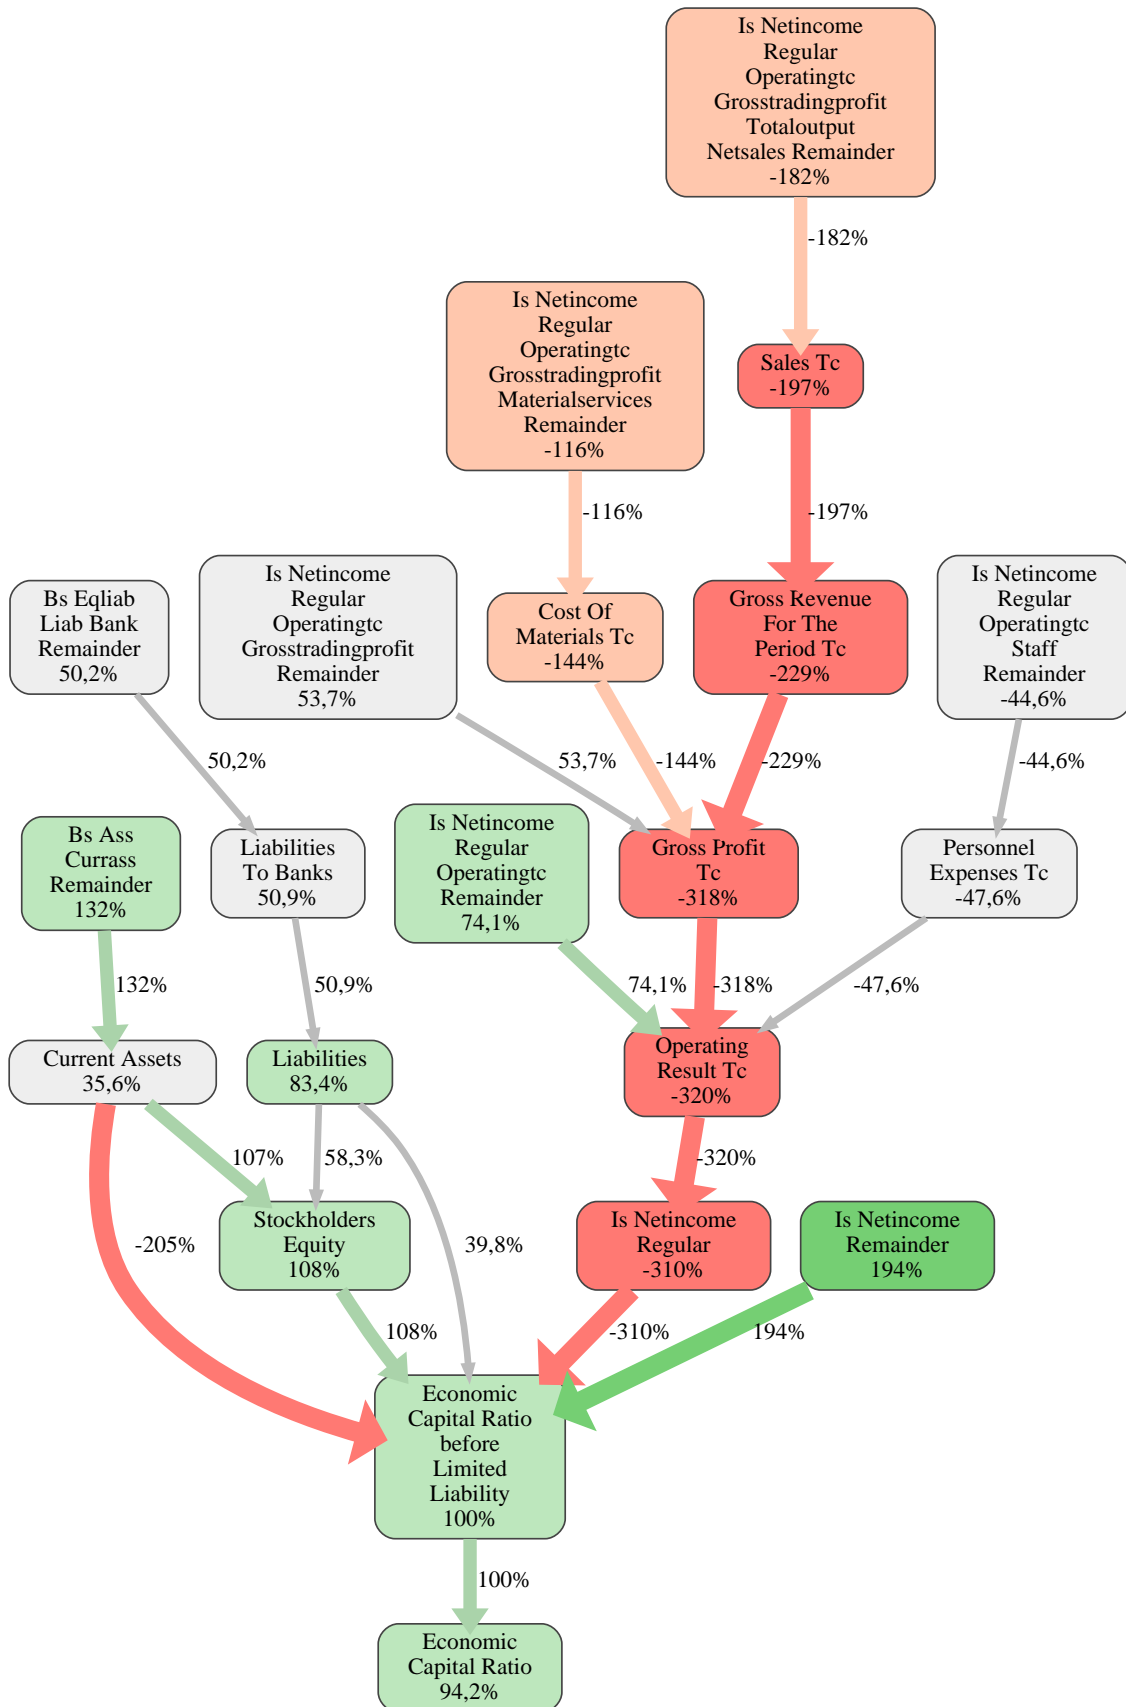 Is Netincome
Regular
Operatingtc
Grosstradingprofit
Totaloutput
Netsales Remainder
-182%
-182%
Is Netincome
Regular
Operatingtc
Grosstradingprofit
Materialservices
Remainder
-116%
Sales Tc
-197%
-116%
-197%
Bs Eqliab
Liab Bank
Remainder
50,2%
Is Netincome
Regular
Operatingtc
Grosstradingprofit
Remainder
53,7%
Cost Of
Materials Tc
-144%
Gross Revenue
For The
Period Tc
-229%
Is Netincome
Regular
Operatingtc
Staff
Remainder
-44,6%
50,2%
53,7%
-144%
-229%
-44,6%
Bs Ass
Currass
Remainder
132%
Liabilities
To Banks
50,9%
Is Netincome
Regular
Operatingtc
Remainder
74,1%
Gross Profit
Tc
-318%
Personnel
Expenses Tc
-47,6%
132%
50,9%
74,1%
-318%
-47,6%
Current Assets
35,6%
Liabilities
83,4%
Operating
Result Tc
-320%
107%
58,3%
-320%
-205%
Stockholders
Equity
108%
39,8%
Is Netincome
Regular
-310%
Is Netincome
Remainder
194%
108%
-310%
194%
Economic
Capital Ratio
before
Limited
Liability
100%
100%
Economic
Capital Ratio
94,2%